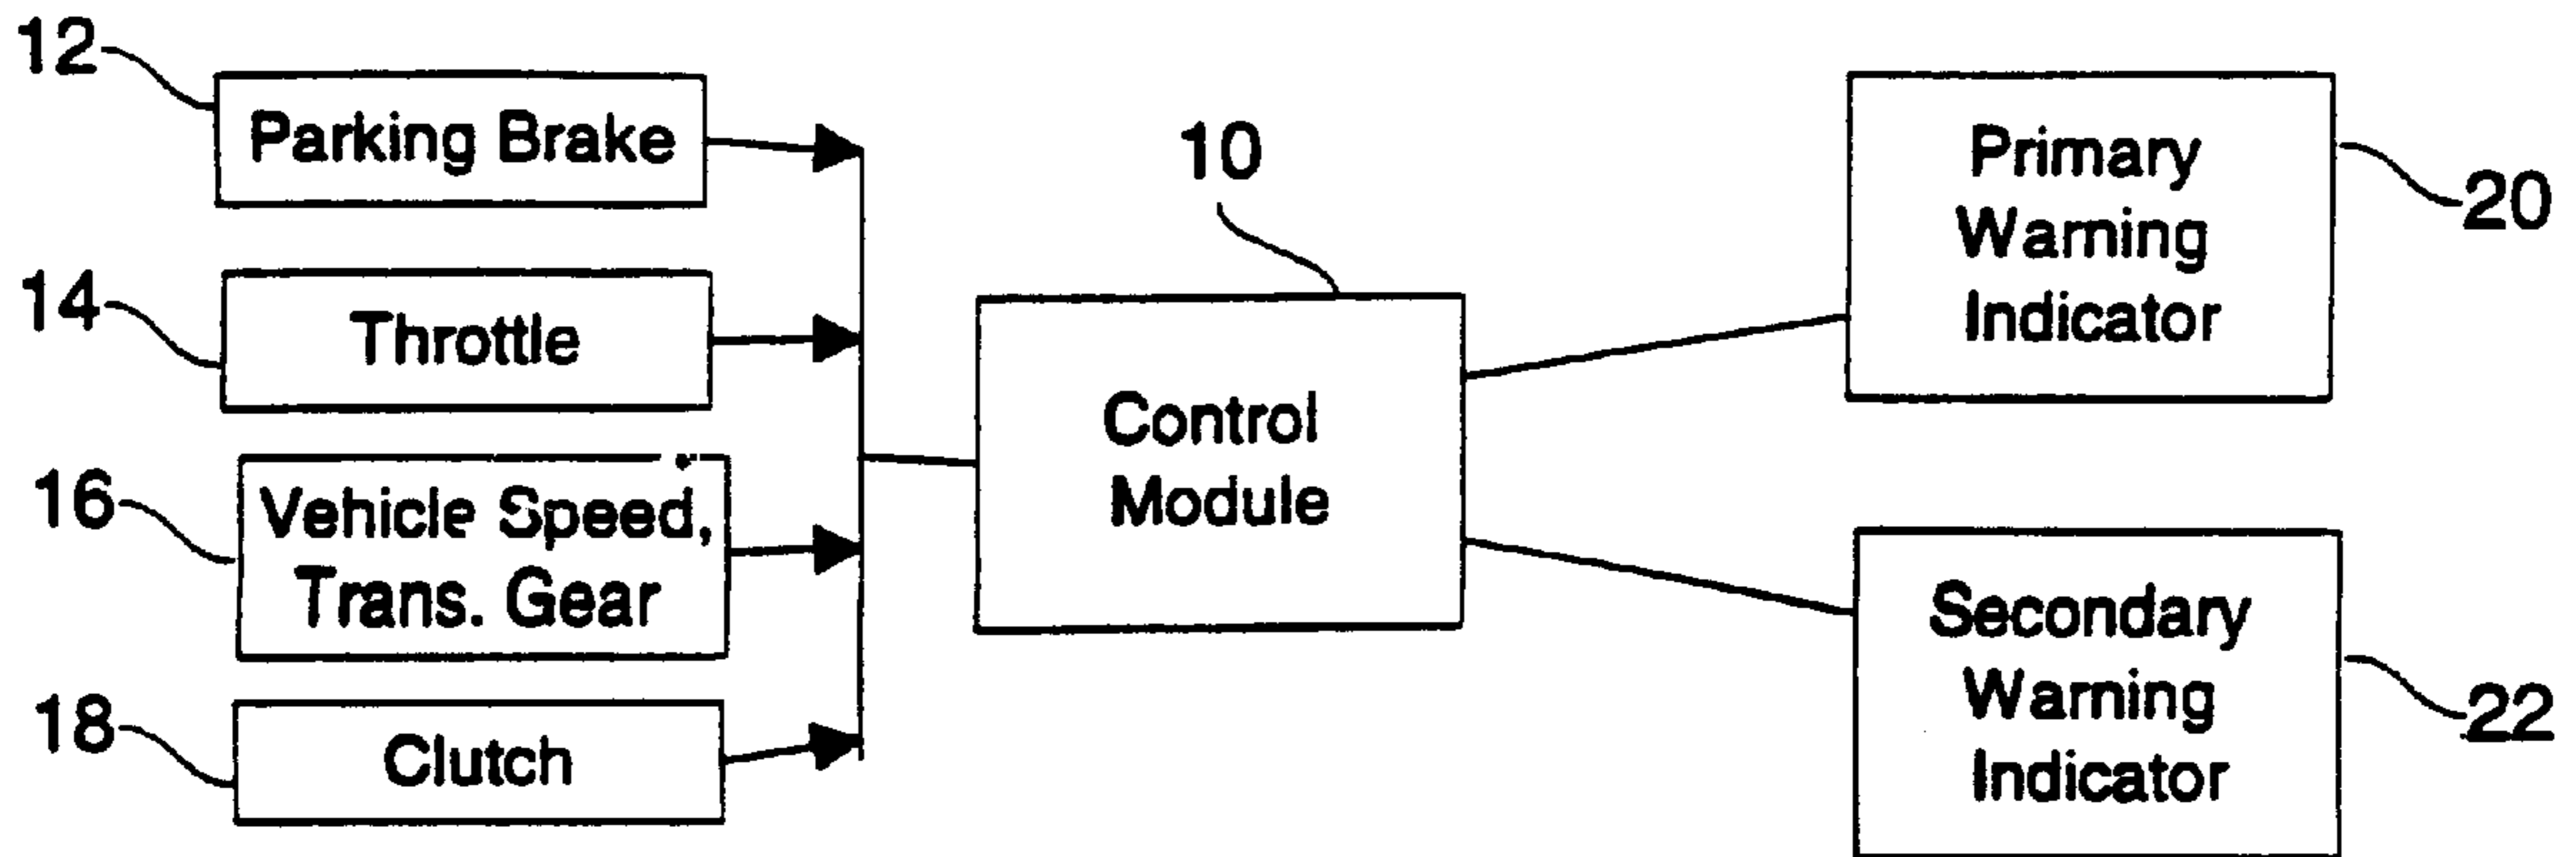 12
Parking Brake
14
Throttle
16
Vehicle Speed,
Trans. Gear
18
Clutch
10
Control
Module
Primary
Warning
Indicator
20
Secondary
Warning
Indicator
22